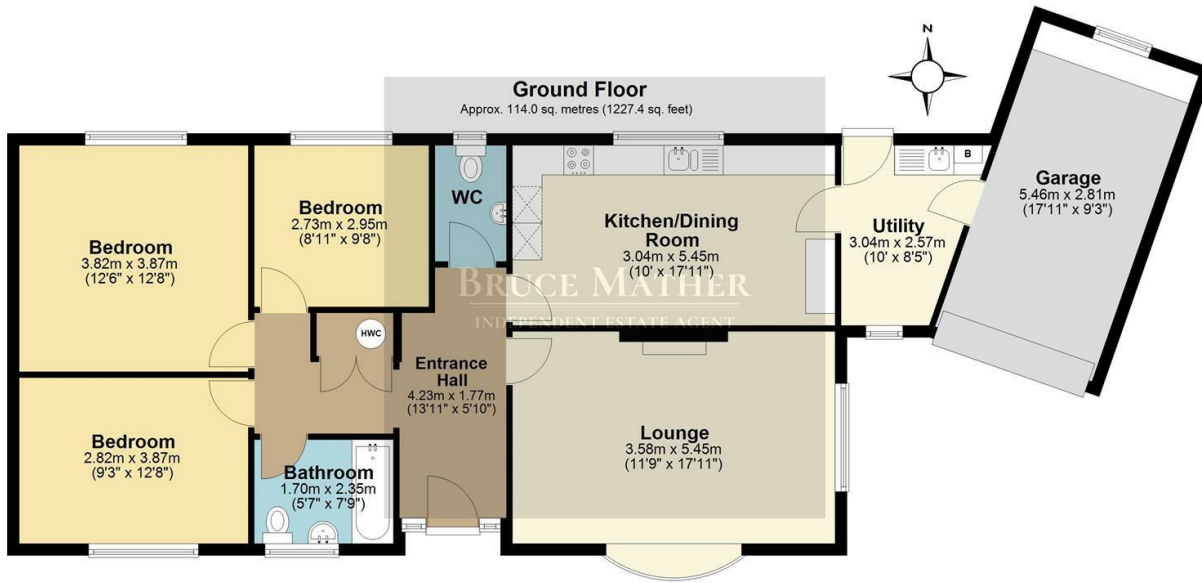 N
Ground Floor
Approx. 114.0 sq. metres (1227.4 sq. feet)
Bedroom
3.82m x 3.87m
(12'6" x 12'8")
Bedroom
2.73m x 2.95m
(8'11" x 9'8")
WC
Kitchen/Dining
Room
3.04m x 5.45m
(10' x 17'11")
B
Utility
3.04m x 2.57m
(10' x 8'5")
Garage
5.46m x 2.81m
(17'11" x 9'3")
BRUCE MATHER
INDEPENDENT ESTATE AGENT
HWC
Entrance
Hall
4.23m x 1.77m
(13'11" x 5'10")
Bedroom
2.82m x 3.87m
(9'3" x 12'8")
Bathroom
1.70m x 2.35m
(5'7" x 7'9")
Lounge
3.58m x 5.45m
(11'9" x 17'11")